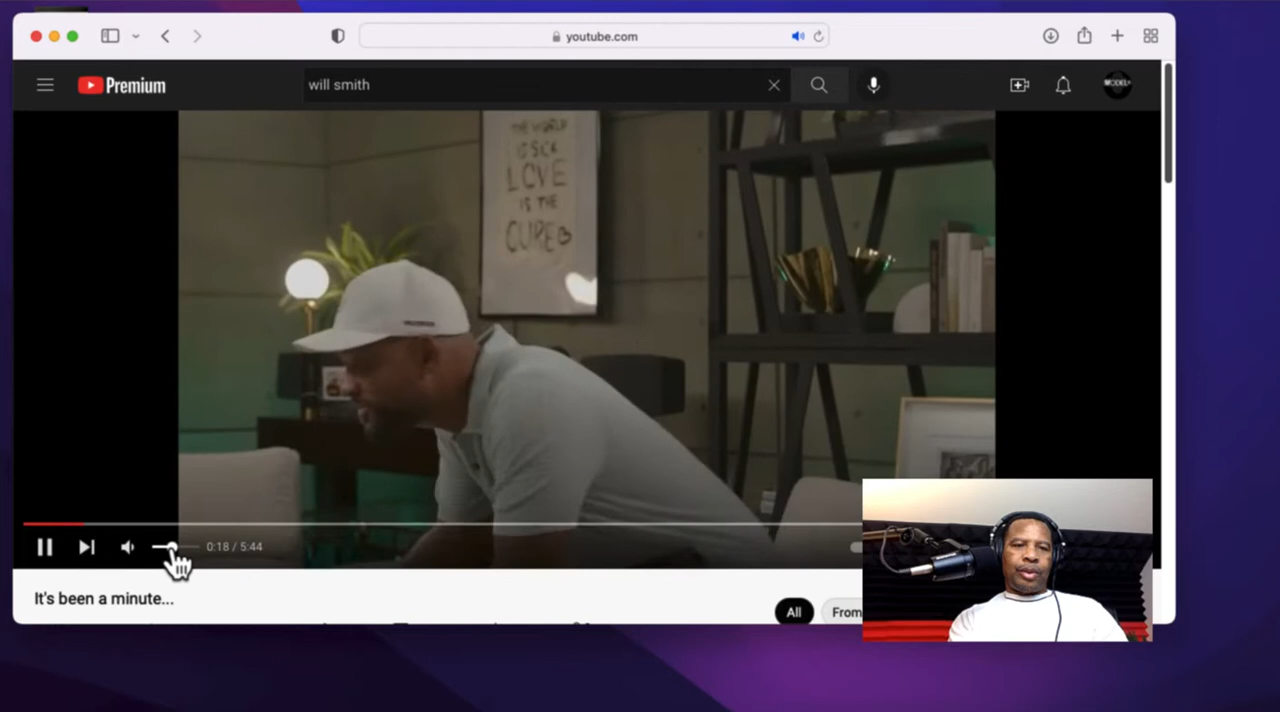 youtube.com
Premium
will smith
THE WORLD
IS SICK
LOVE
IS THE
CURE
0:18 / 5:44
It's been a minute...
All
From